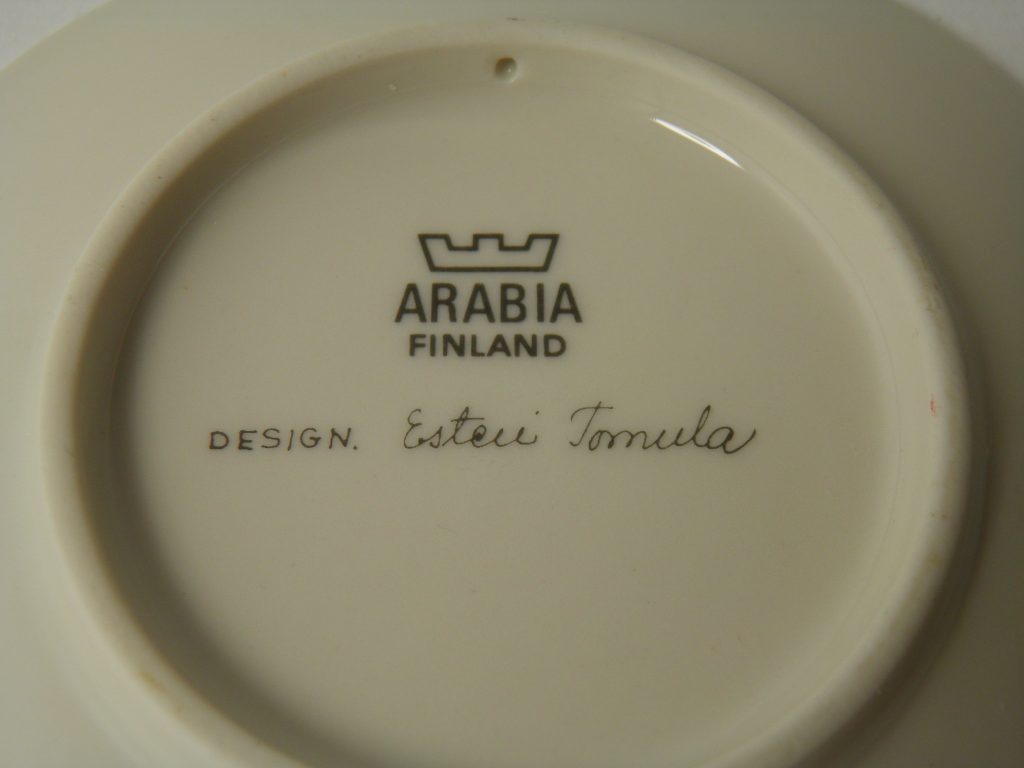 ARABIA
FINLAND
DESIGN. Esteri Tomula